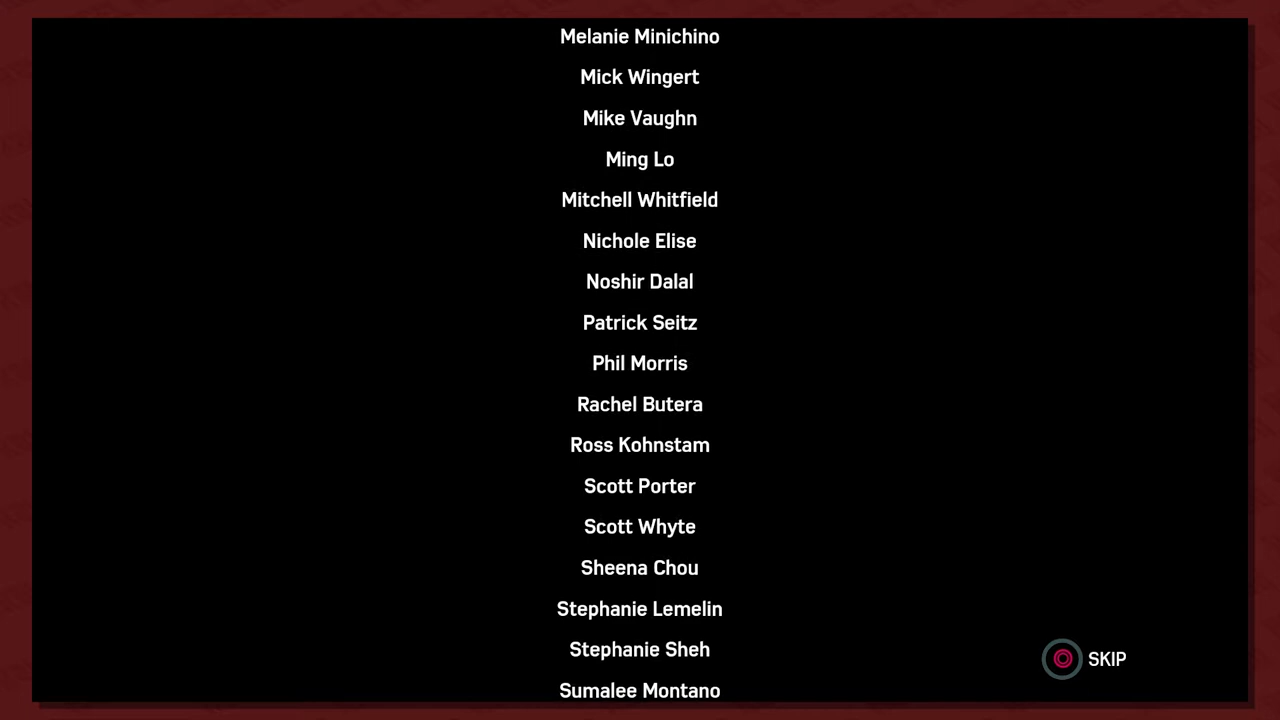 Melanie Minichino
Mick Wingert
Mike Vaughn
Ming Lo
Mitchell Whitfield
Nichole Elise
Noshir Dalal
Patrick Seitz
Phil Morris
Rachel Butera
Ross Kohnstam
Scott Porter
Scott Whyte
Sheena Chou
Stephanie Lemelin
Stephanie Sheh
SKIP
Sumalee Montano